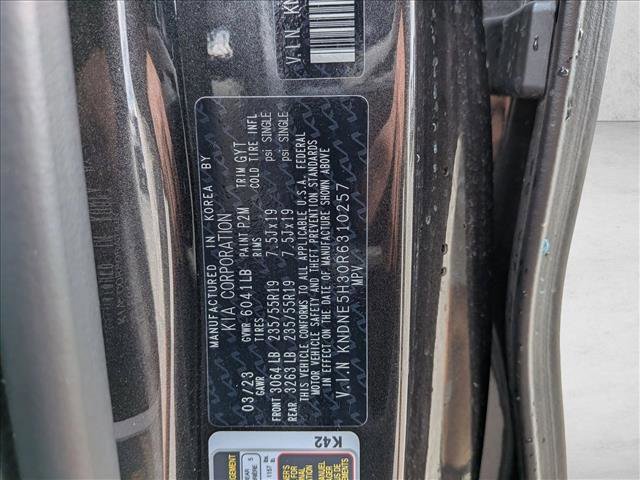 V.I.N. KN
MANUFACTURED IN KOREA BY
KIA CORPORATION
03/23 GVWR 6041LB PAINT P2M TRIM GYT
GAWR TIRES RIMS COLD TIRE INFL
FRONT 3064 LB 235/55R19 7.5Jx19 psi SINGLE
REAR 3263 LB 235/55R19 7.5Jx19 psi SINGLE
THIS VEHICLE CONFORMS TO ALL APPLICABLE U.S.A. FEDERAL
MOTOR VEHICLE SAFETY AND THEFT PREVENTION STANDARDS
IN EFFECT ON THE DATE OF MANUFACTURE SHOWN ABOVE
V.I.N KNDNE5H30R6310257
MPV
K42